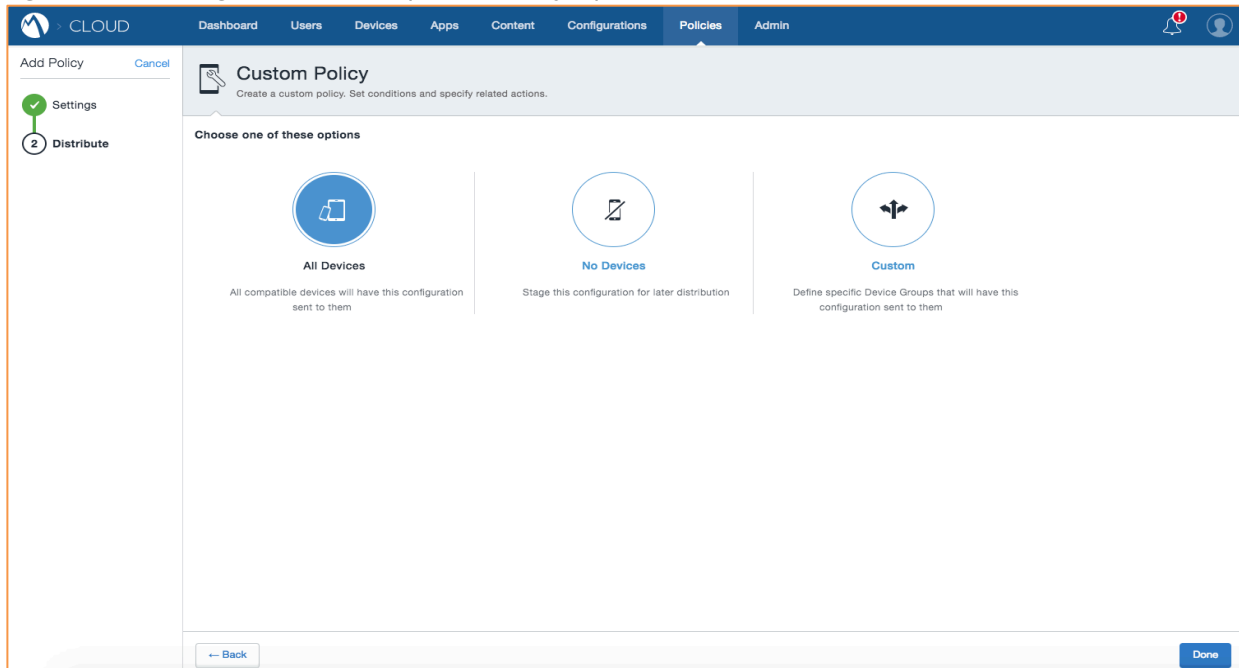 > CLOUD
Dashboard Users Devices Apps Content Configurations Policies Admin
!
Add Policy Cancel
Settings
2 Distribute
Custom Policy
Create a custom policy. Set conditions and specify related actions.
Choose one of these options
All Devices
All compatible devices will have this configuration
sent to them
No Devices
Stage this configuration for later distribution
Custom
Define specific Device Groups that will have this
configuration sent to them
← Back
Done